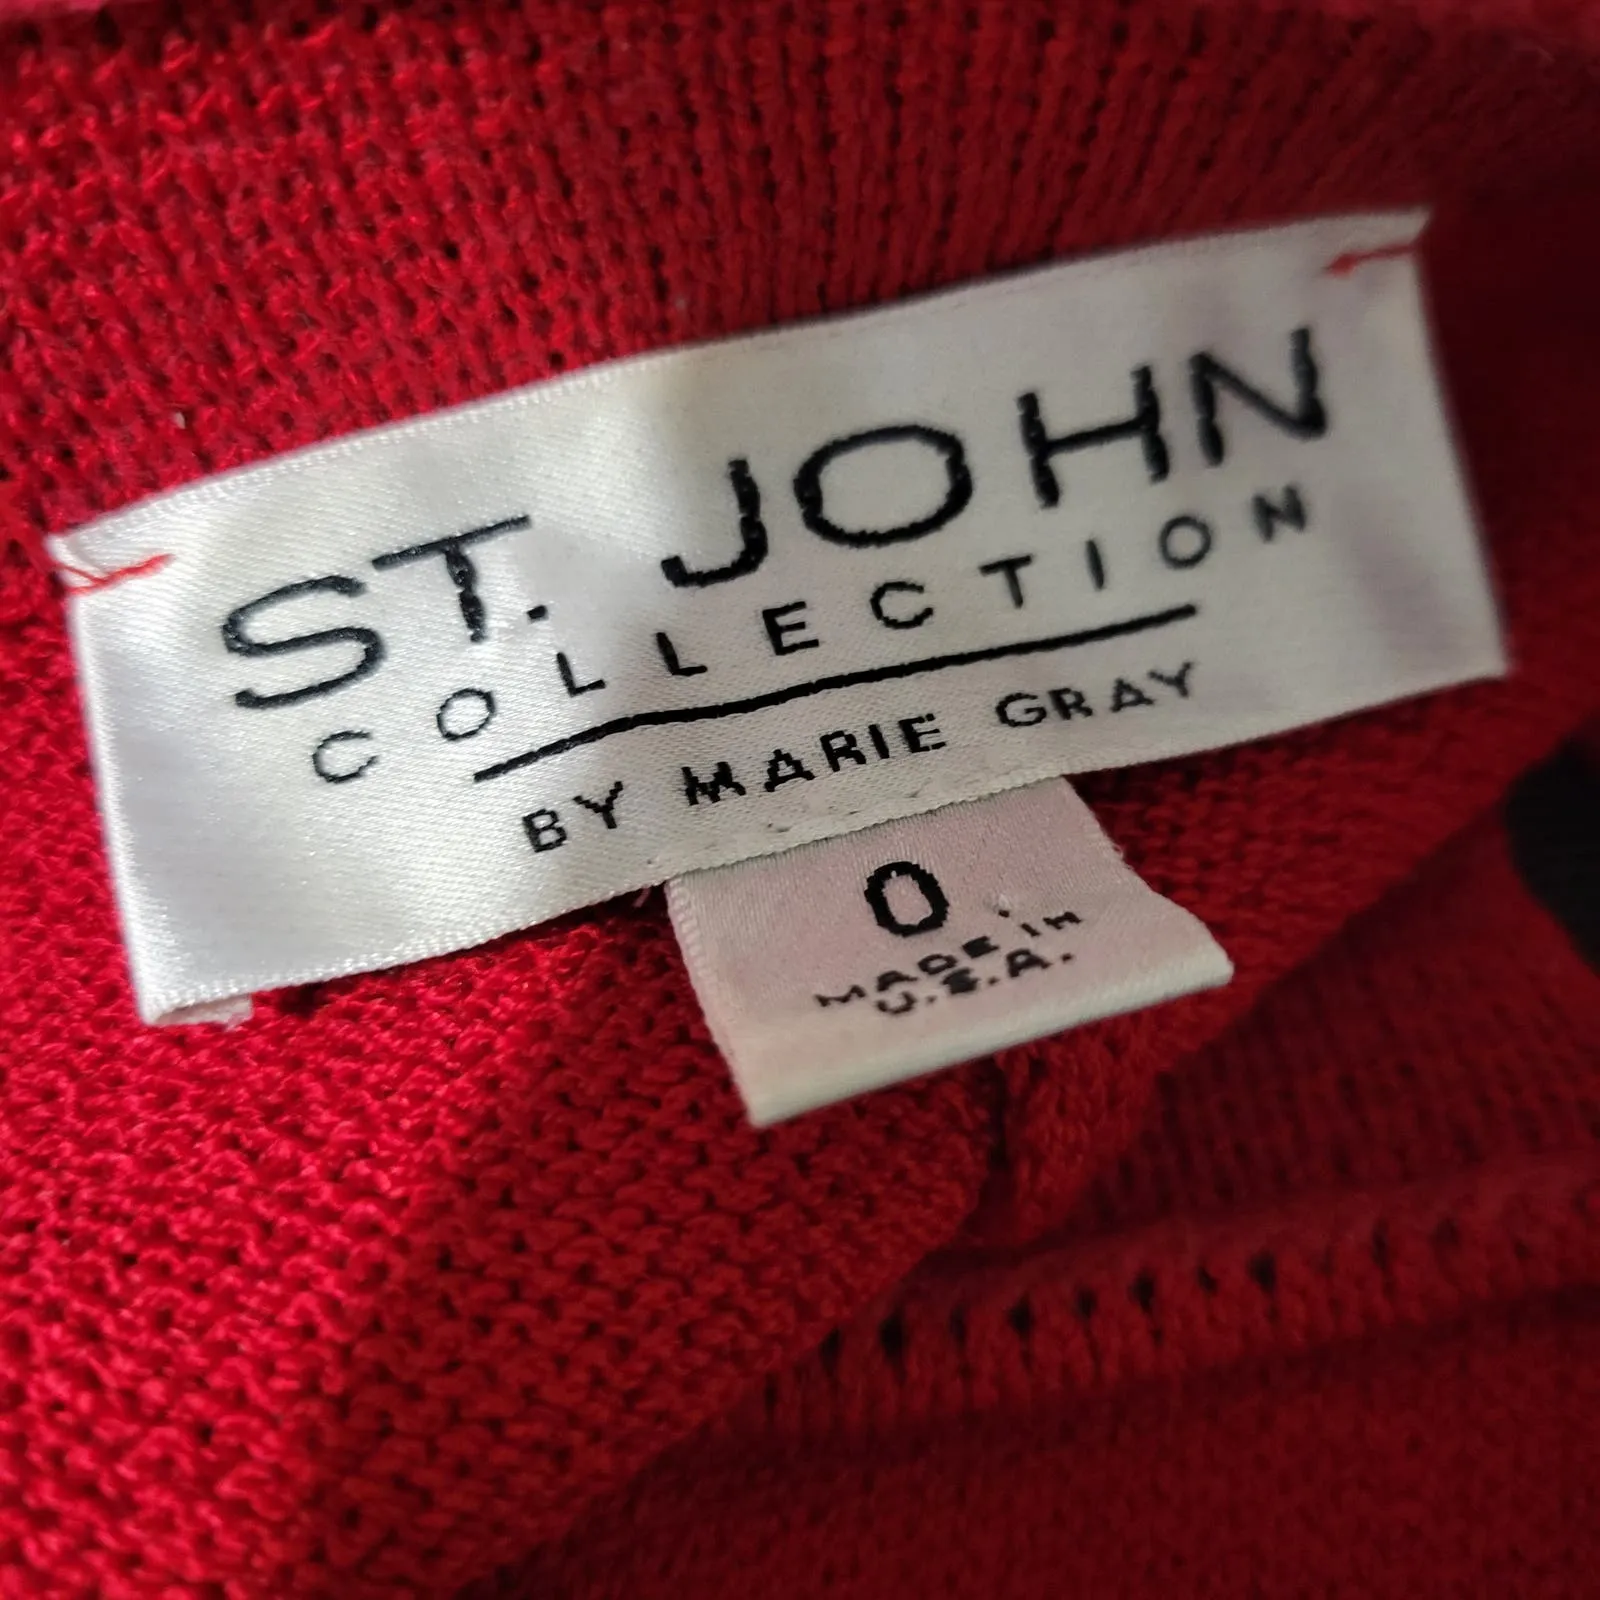 ST. JOHN
COLLECTION
BY MARIE GRAY
0
MADE IN
U.S.A.